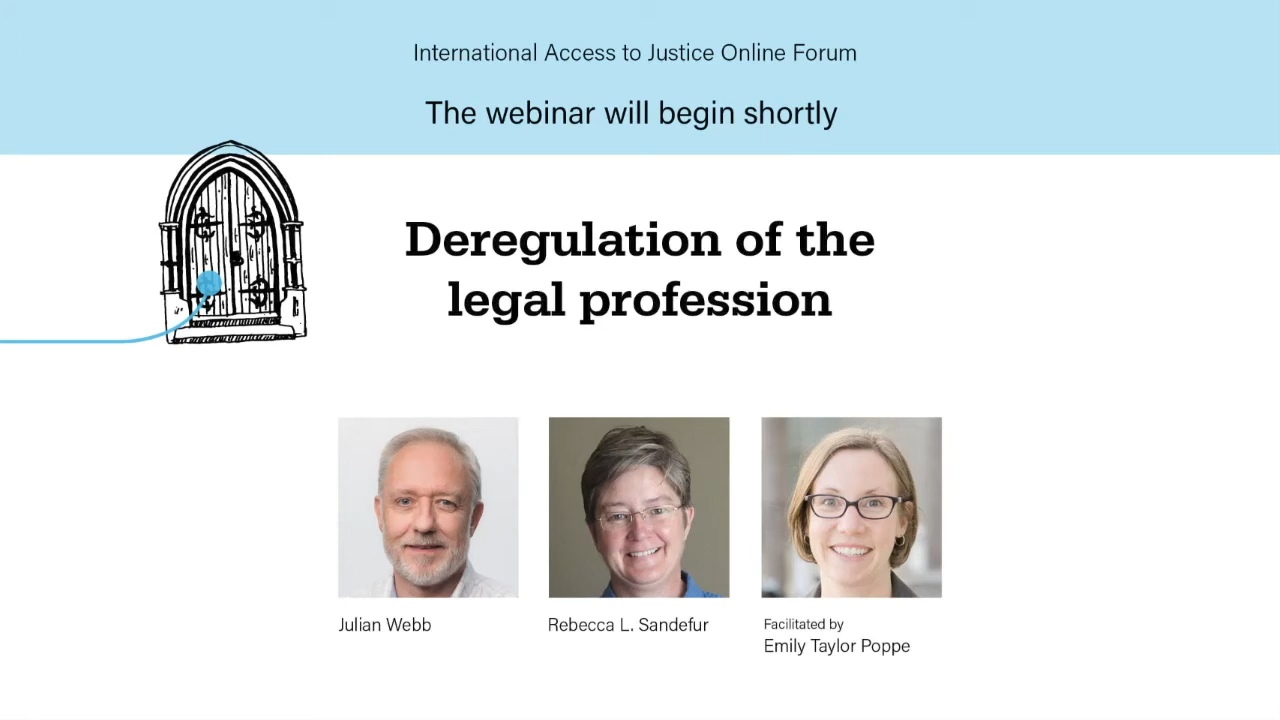 International Access to Justice Online Forum
The webinar will begin shortly
Deregulation of the
legal profession
Julian Webb
Rebecca L. Sandefur
Facilitated by
Emily Taylor Poppe